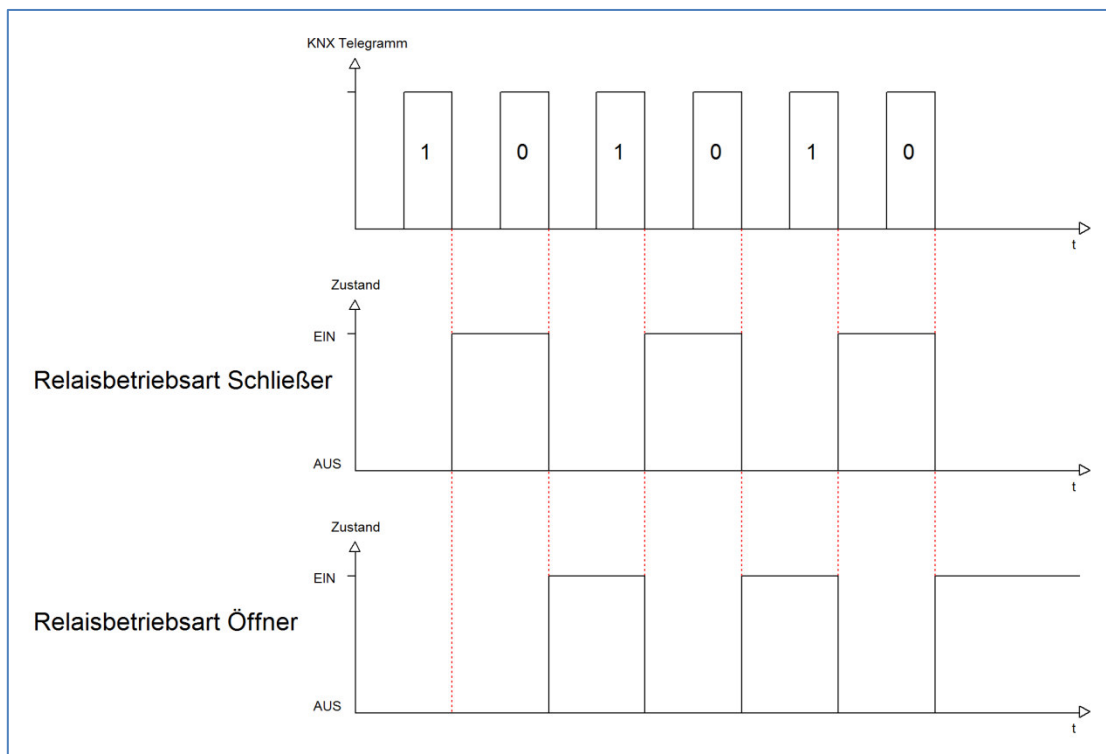 KNX Telegramm
1 0 1 0 1 0
t
Zustand
EIN
Relaisbetriebsart Schließer
AUS
t
Zustand
EIN
Relaisbetriebsart Öffner
AUS
t